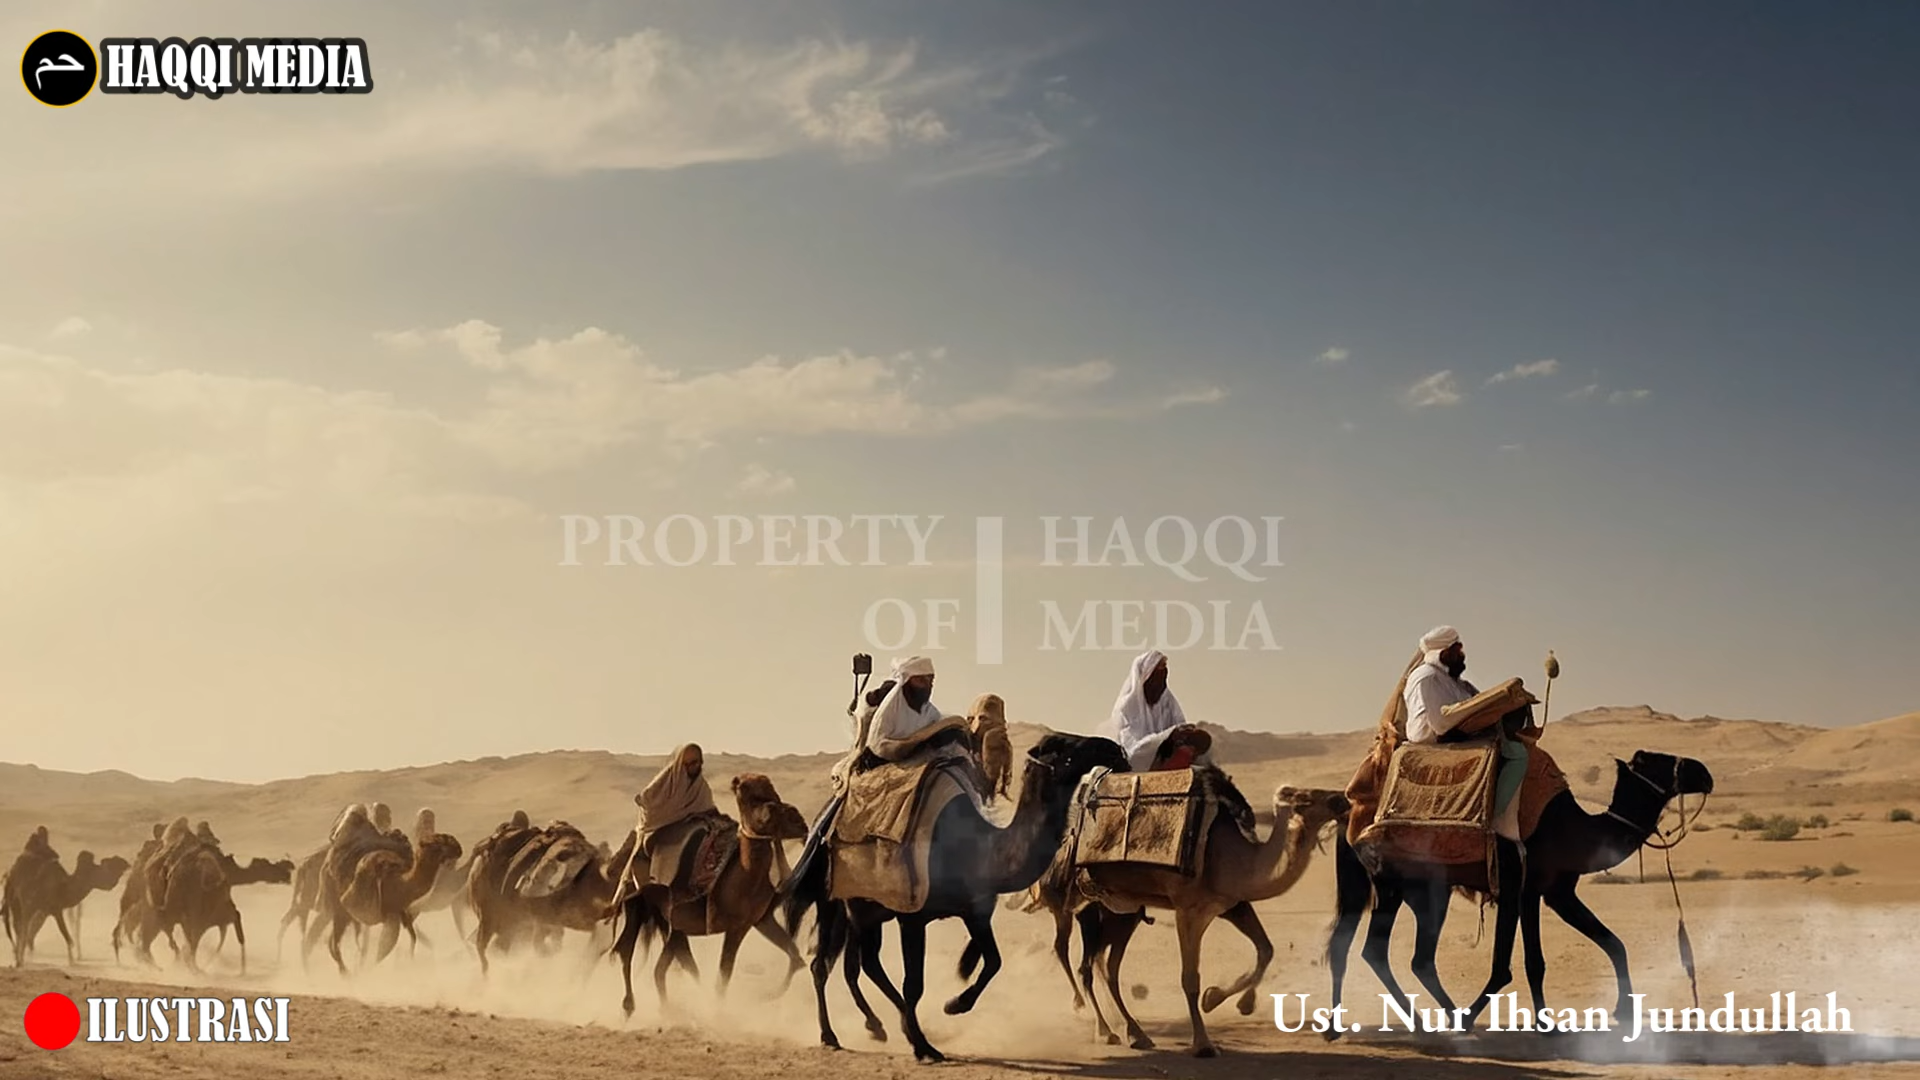 حم
HAQQI MEDIA
PROPERTY OF
HAQQI MEDIA
Ust. Nur Ihsan Jundullah
ILUSTRASI